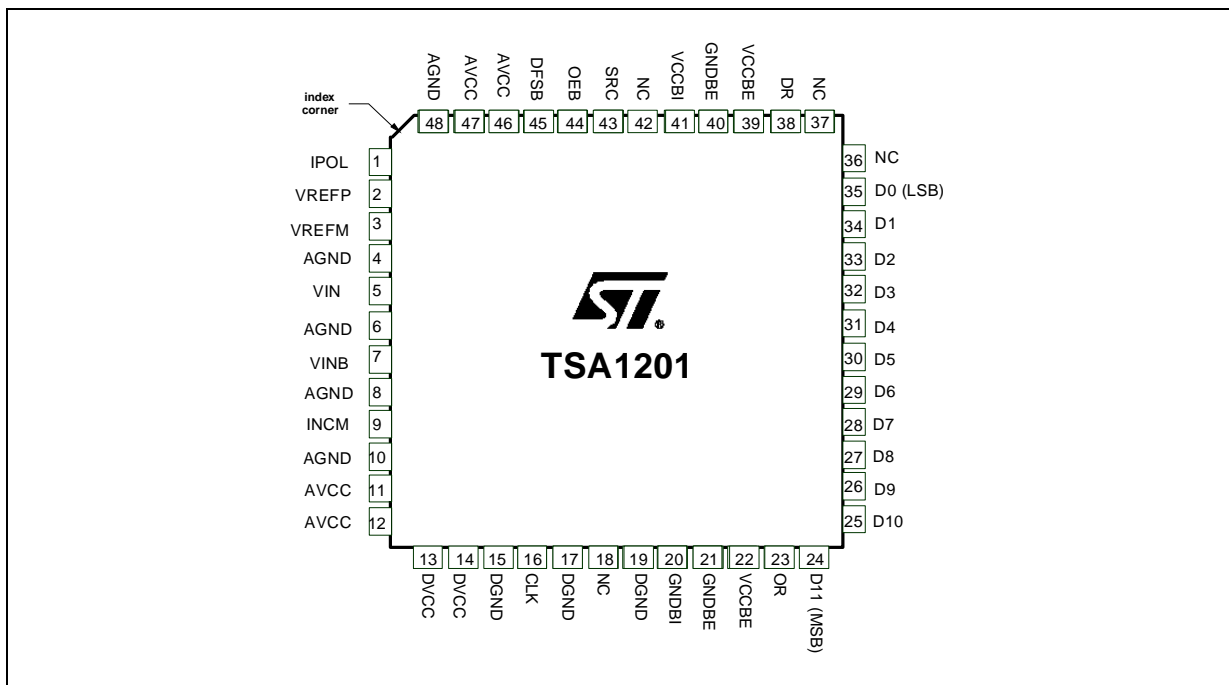 AGND
AVCC
AVCC
DFSB
OEB
SRC
NC
VCCBI
GNDBE
VCCBE
DR
NC
index
corner
48 47 46 45 44 43 42 41 40 39 38 37
IPOL 1
VREFP 2
VREFM 3
AGND 4
VIN 5
AGND 6
VINB 7
AGND 8
INCM 9
AGND 10
AVCC 11
AVCC 12
36 NC
35 D0 (LSB)
34 D1
33 D2
32 D3
31 D4
30 D5
29 D6
28 D7
27 D8
26 D9
25 D10
ST®
TSA1201
13 14 15 16 17 18 19 20 21 22 23 24
DVCC
DVCC
DGND
CLK
DGND
NC
DGND
GNDBI
GNDBE
VCCBE
OR
D11 (MSB)